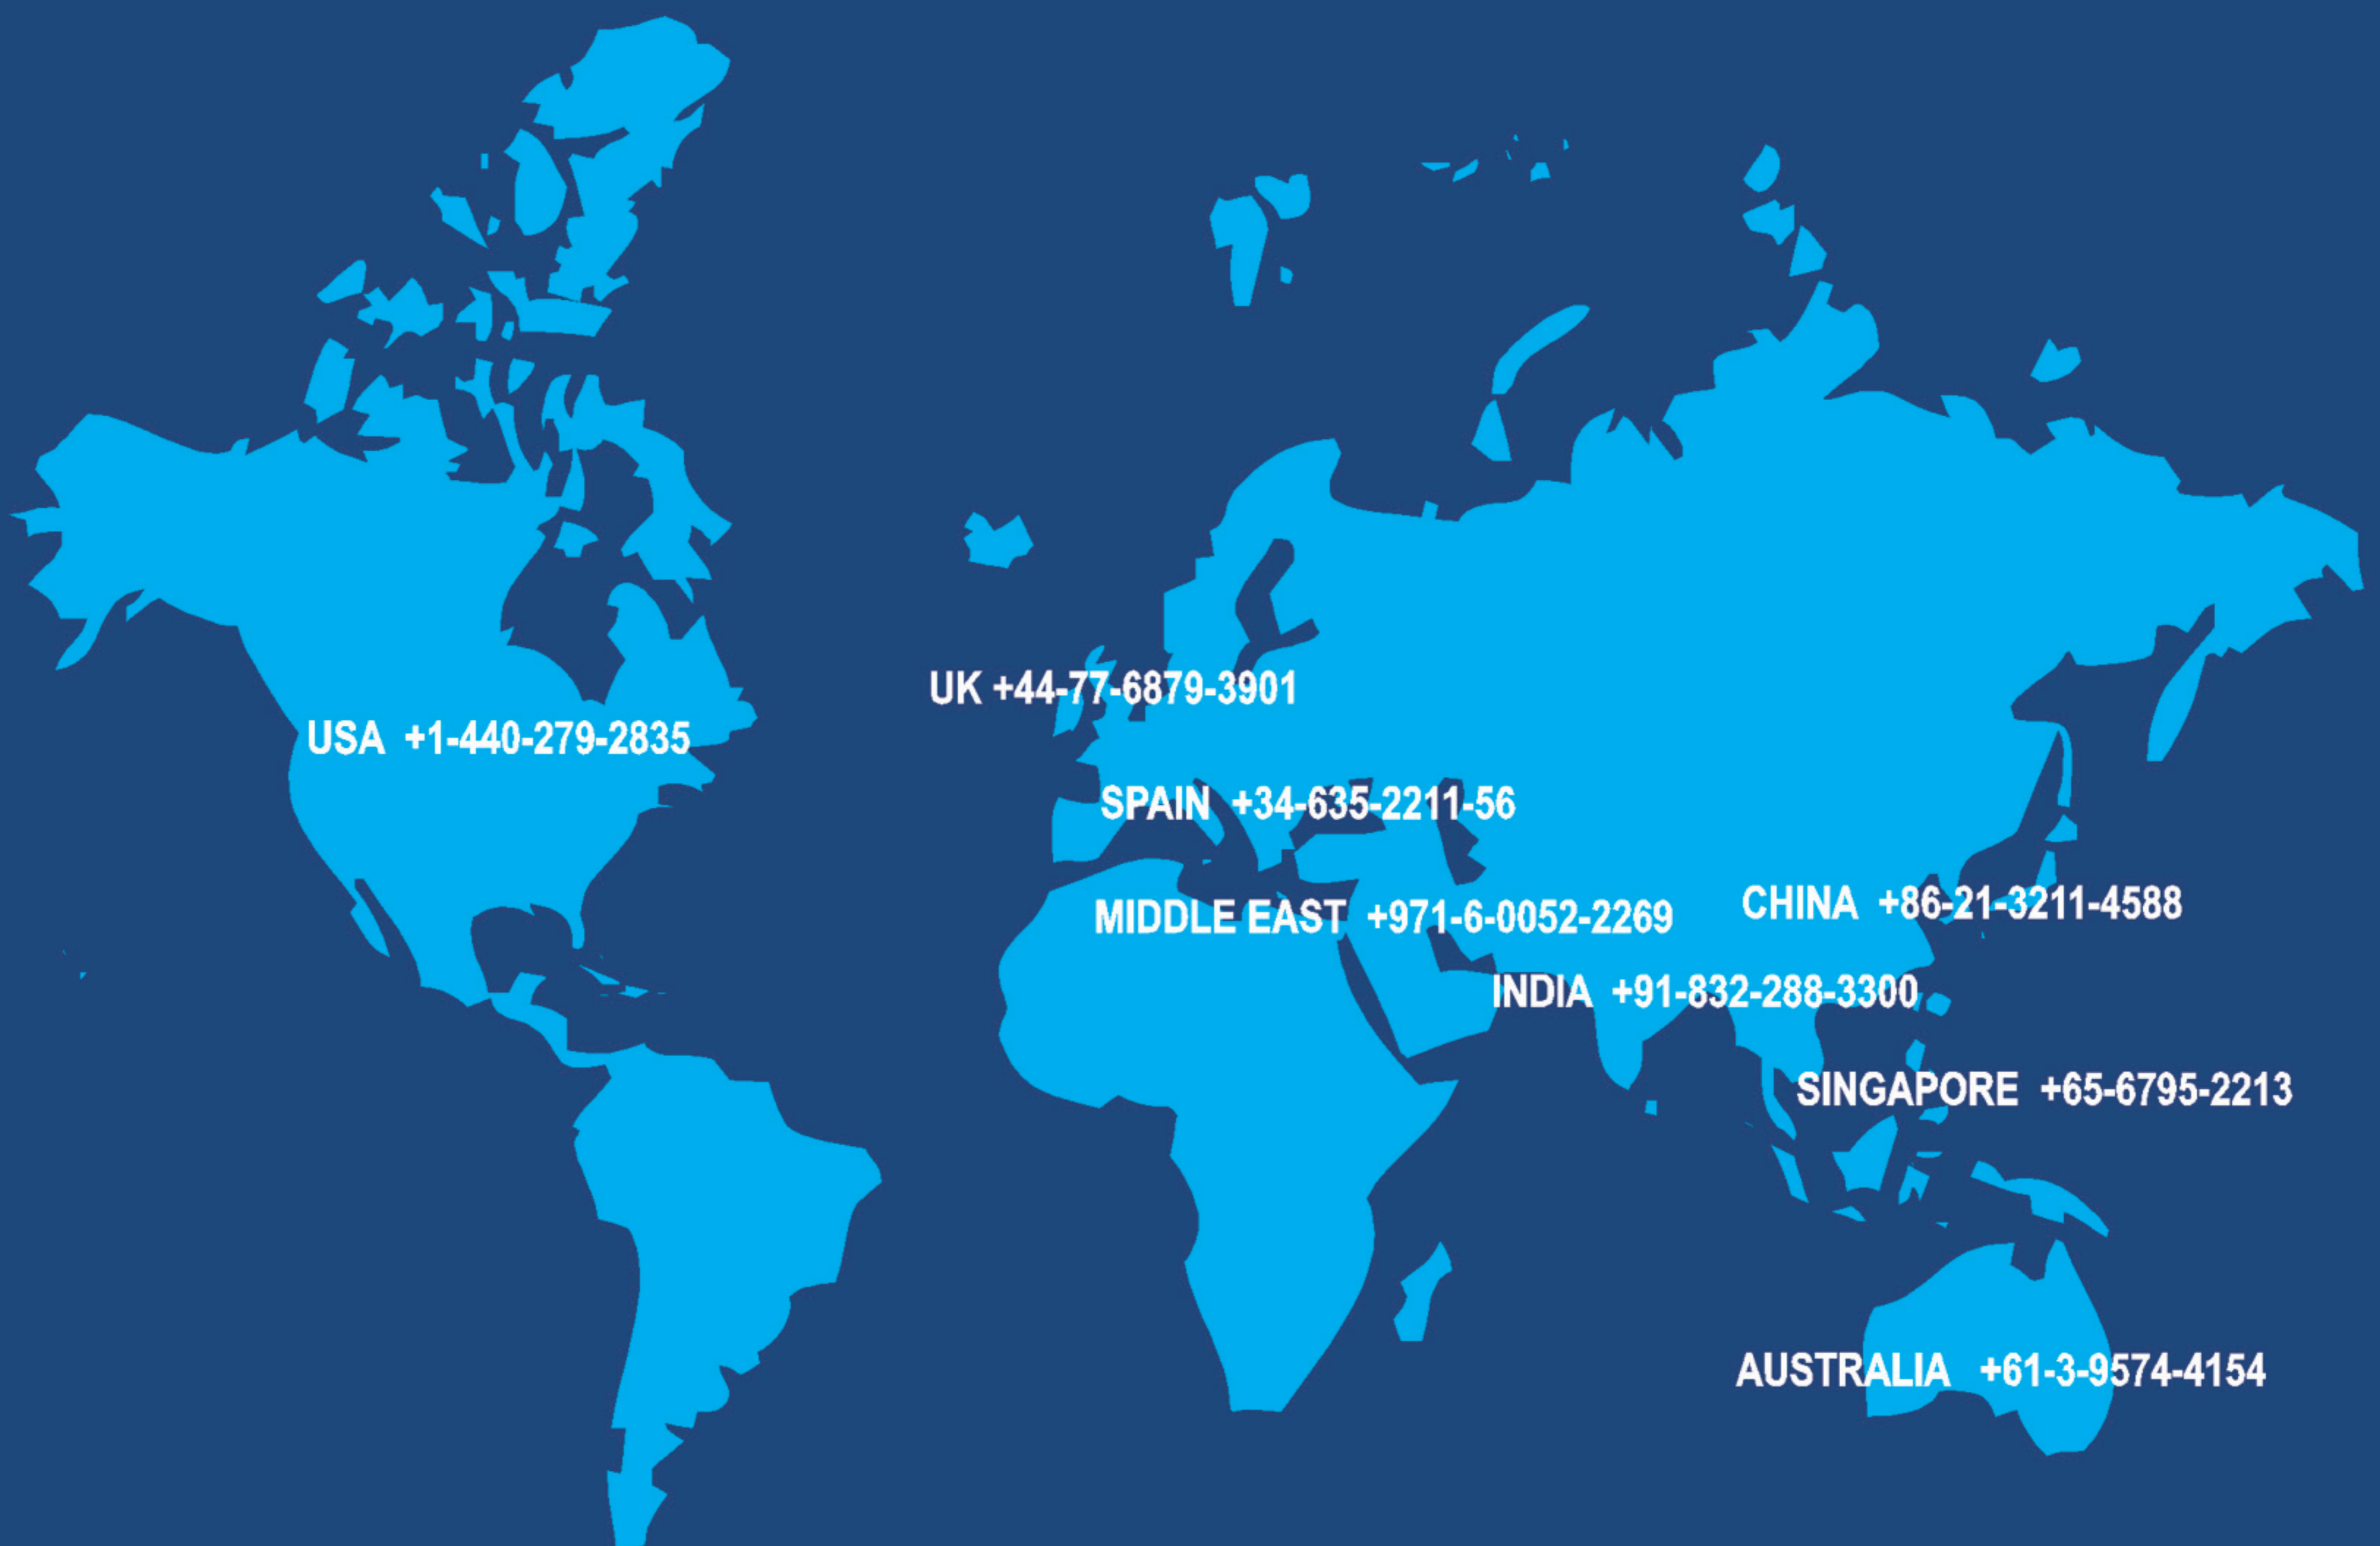 UK +44-77-6879-3901
USA +1-440-279-2835
SPAIN +34-635-2211-56
MIDDLE EAST +971-6-0052-2269
CHINA +86-21-3211-4588
INDIA +91-832-288-3300
SINGAPORE +65-6795-2213
AUSTRALIA +61-3-9574-4154